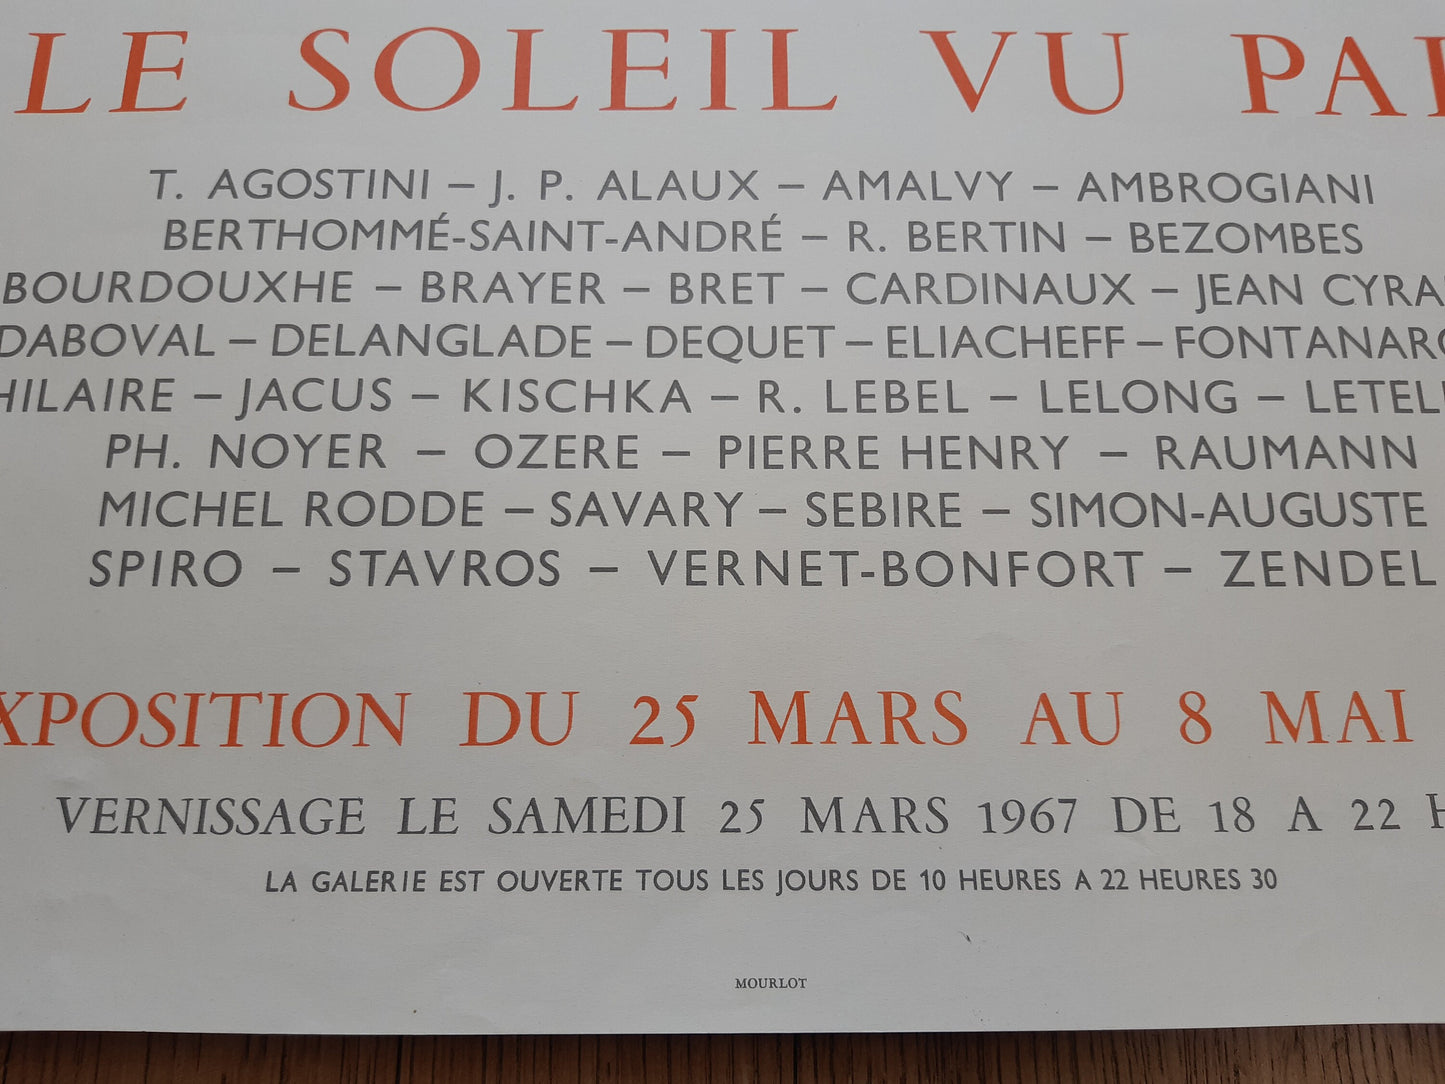 LE SOLEIL VU PAR
T. AGOSTINI – J. P. ALAUX – AMALVY – AMBROGIANI
BERTHOMMÉ-SAINT-ANDRÉ – R. BERTIN – BEZOMBES
BOURDOUXHE – BRAYER – BRET – CARDINAUX – JEAN CYRA
DABOVAL – DELANGLADE – DEQUET – ELIACHEFF – FONTANARO
HILAIRE – JACUS – KISCHKA – R. LEBEL – LELONG – LETELL
PH. NOYER – OZERE – PIERRE HENRY – RAUMANN
MICHEL RODDE – SAVARY – SEBIRE – SIMON-AUGUSTE
SPIRO – STAVROS – VERNET-BONFORT – ZENDEL
XPOSITION DU 25 MARS AU 8 MAI
VERNISSAGE LE SAMEDI 25 MARS 1967 DE 18 A 22 H
LA GALERIE EST OUVERTE TOUS LES JOURS DE 10 HEURES A 22 HEURES 30
MOURLOT